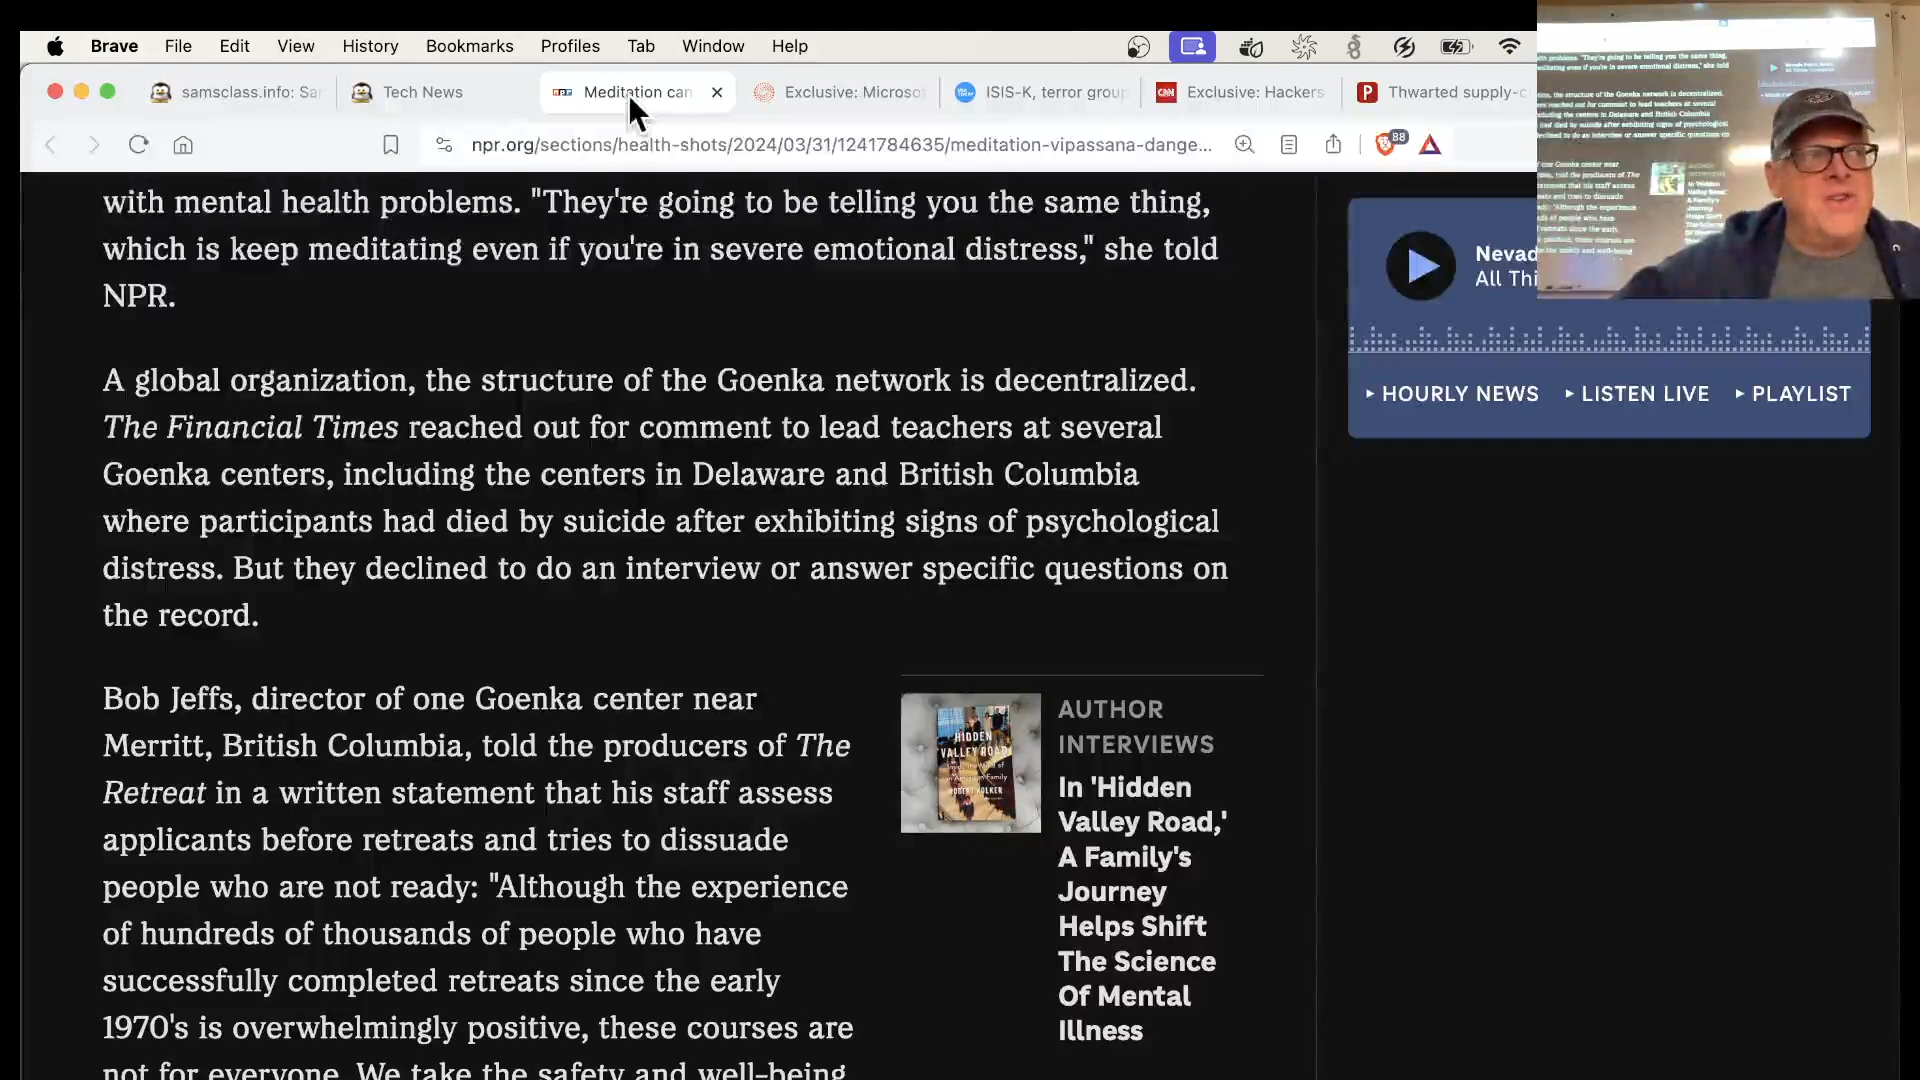 Brave File Edit View History Bookmarks Profiles Tab Window Help
samsclass.info: Sa
Tech News
Meditation can
Exclusive: Microso
ISIS-K, terror group
Exclusive: Hackers
Thwarted supply-c
npr.org/sections/health-shots/2024/03/31/1241784635/meditation-vipassana-dange...
88
with mental health problems. "They're going to be telling you the same thing,
which is keep meditating even if you're in severe emotional distress," she told
NPR.
A global organization, the structure of the Goenka network is decentralized.
The Financial Times reached out for comment to lead teachers at several
Goenka centers, including the centers in Delaware and British Columbia
where participants had died by suicide after exhibiting signs of psychological
distress. But they declined to do an interview or answer specific questions on
the record.
Bob Jeffs, director of one Goenka center near
Merritt, British Columbia, told the producers of The
Retreat in a written statement that his staff assess
applicants before retreats and tries to dissuade
people who are not ready: "Although the experience
of hundreds of thousands of people who have
successfully completed retreats since the early
1970's is overwhelmingly positive, these courses are
not for everyone. We take the safety and well-being
HIDDEN
VALLEY ROAD
ROBERT KOLKER
AUTHOR
INTERVIEWS
In 'Hidden
Valley Road,'
A Family's
Journey
Helps Shift
The Science
Of Mental
Illness
Nevad
All Thi
HOURLY NEWS LISTEN LIVE PLAYLIST